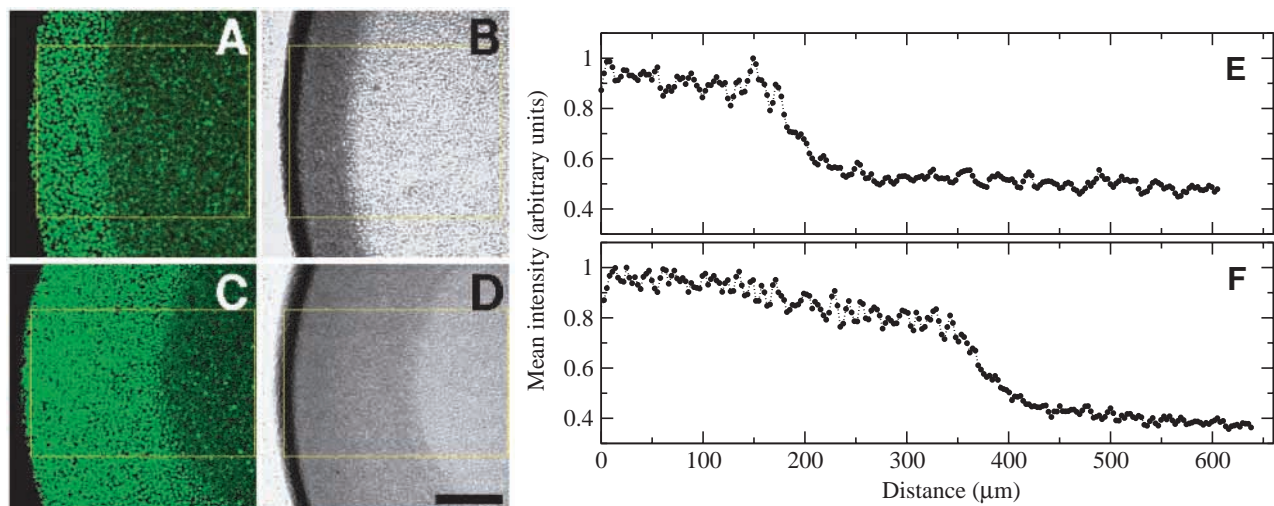 A
B
C
D
E
F
Mean intensity (arbitrary units)
1
0.8
0.6
0.4
1
0.8
0.6
0.4
0 100 200 300 400 500 600
Distance (μm)